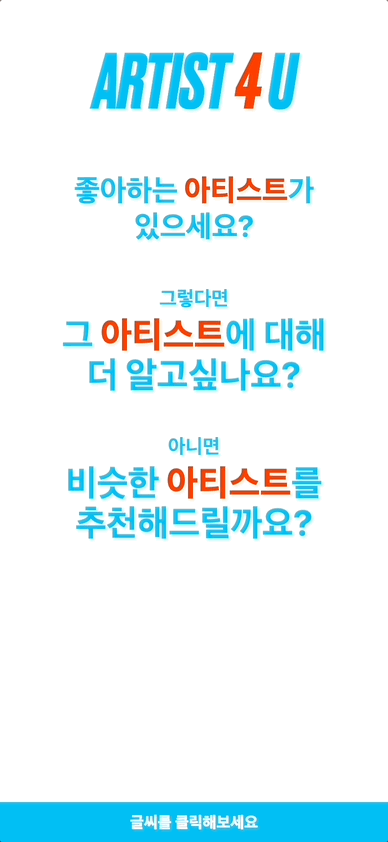 ARTIST 4 U
좋아하는 아티스트가
있으세요?
그렇다면
그 아티스트에 대해
더 알고싶나요?
아니면
비슷한 아티스트를
추천해드릴까요?
글씨를 클릭해보세요